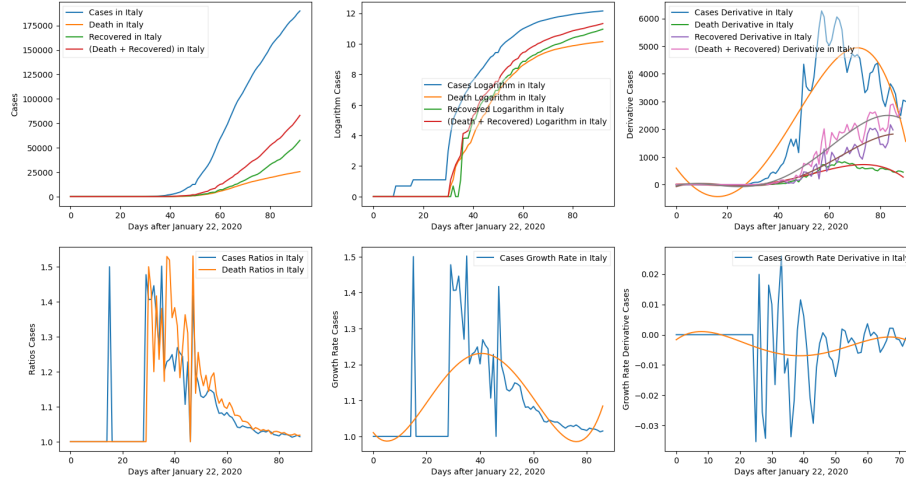 Cases in Italy
Death in Italy
Recovered in Italy
(Death + Recovered) in Italy
175000
150000
125000
100000
75000
50000
25000
0
Cases
0 20 40 60 80
Days after January 22, 2020
12
10
8
6
4
2
0
Logarithm Cases
Cases Logarithm in Italy
Death Logarithm in Italy
Recovered Logarithm in Italy
(Death + Recovered) Logarithm in Italy
0 20 40 60 80
Days after January 22, 2020
Cases Derivative in Italy
Death Derivative in Italy
Recovered Derivative in Italy
(Death + Recovered) Derivative in Italy
6000
5000
4000
3000
2000
1000
0
Derivative Cases
0 20 40 60 80
Days after January 22, 2020
Cases Ratios in Italy
Death Ratios in Italy
1.5
1.4
1.3
1.2
1.1
1.0
Ratios Cases
0 20 40 60 80
Days after January 22, 2020
Cases Growth Rate in Italy
1.5
1.4
1.3
1.2
1.1
1.0
Growth Rate Cases
0 20 40 60 80
Days after January 22, 2020
Cases Growth Rate Derivative in Italy
0.02
0.01
0.00
−0.01
−0.02
−0.03
Growth Rate Derivative Cases
0 10 20 30 40 50 60 70
Days after January 22, 2020